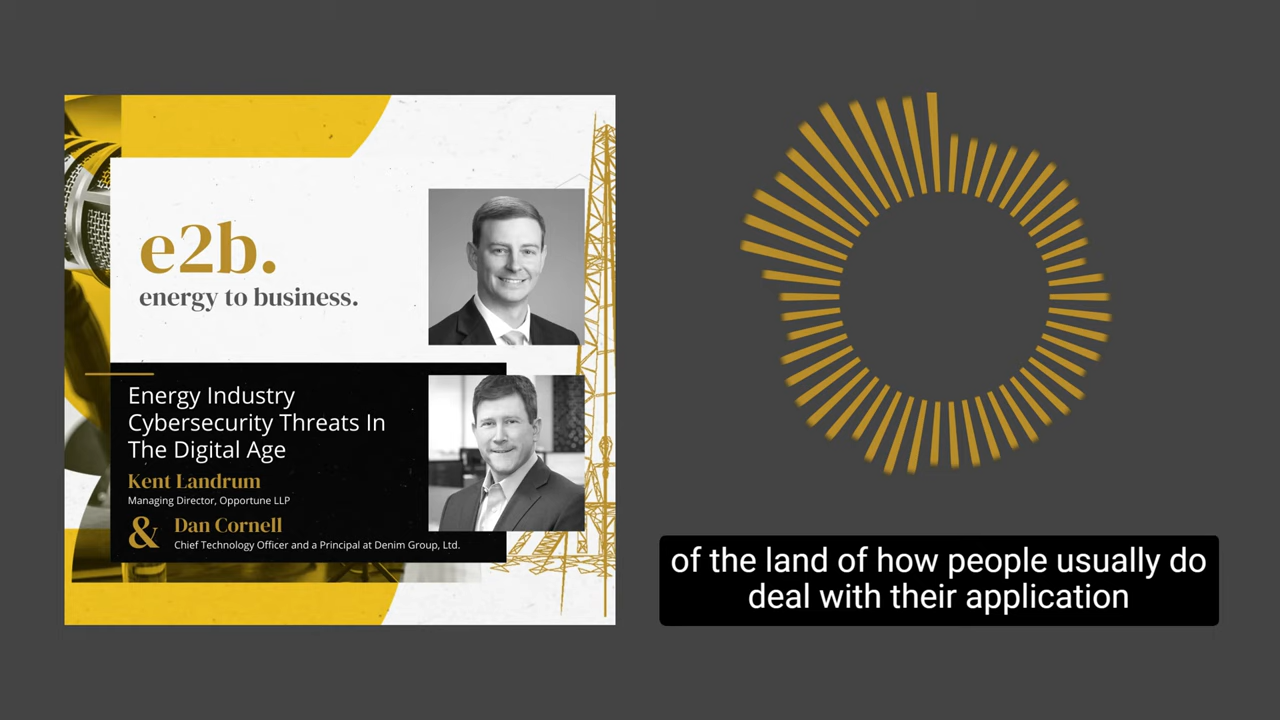 e2b.
energy to business.
Energy Industry
Cybersecurity Threats In
The Digital Age
Kent Landrum
Managing Director, Opportune LLP
& Dan Cornell
Chief Technology Officer and a Principal at Denim Group, Ltd.
of the land of how people usually do
deal with their application